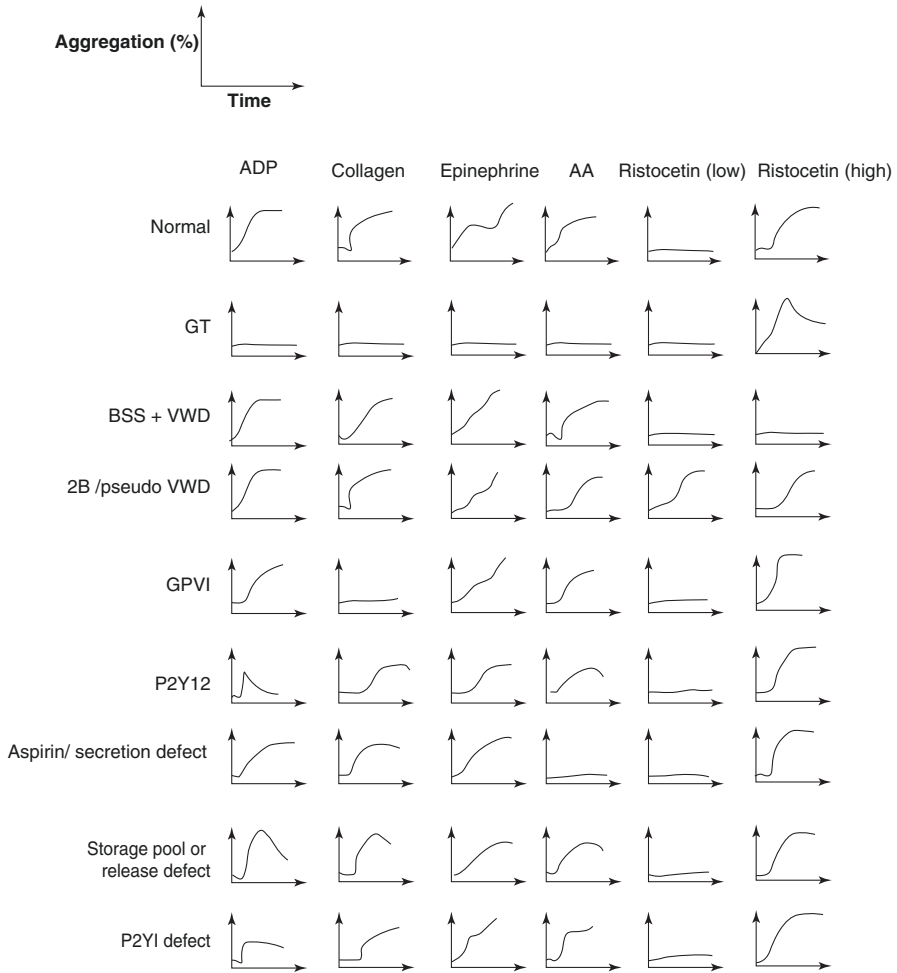 Aggregation (%)
Time
ADP Collagen Epinephrine AA Ristocetin (low) Ristocetin (high)
Normal
GT
BSS + VWD
2B /pseudo VWD
GPVI
P2Y12
Aspirin/ secretion defect
Storage pool or
release defect
P2YI defect